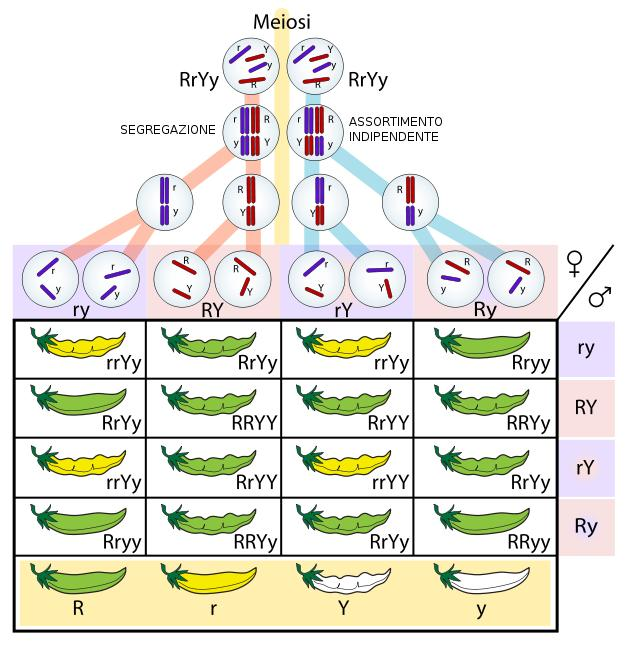 Meiosi
r Y r Y
y y
R R
RrYy RrYy
SEGREGAZIONE
r R r R
y Y Y y
ASSORTIMENTO
INDIPENDENTE
r R r R
y Y Y y
r r R R r r R R
y y Y Y Y Y y y
ry RY rY Ry
♀
♂
rrYy RrYy rrYy Rryy ry
RrYy RRYY RrYY RRYy RY
rrYy RrYY rrYY RrYy rY
Rryy RRYy RrYy RRyy Ry
R r Y y